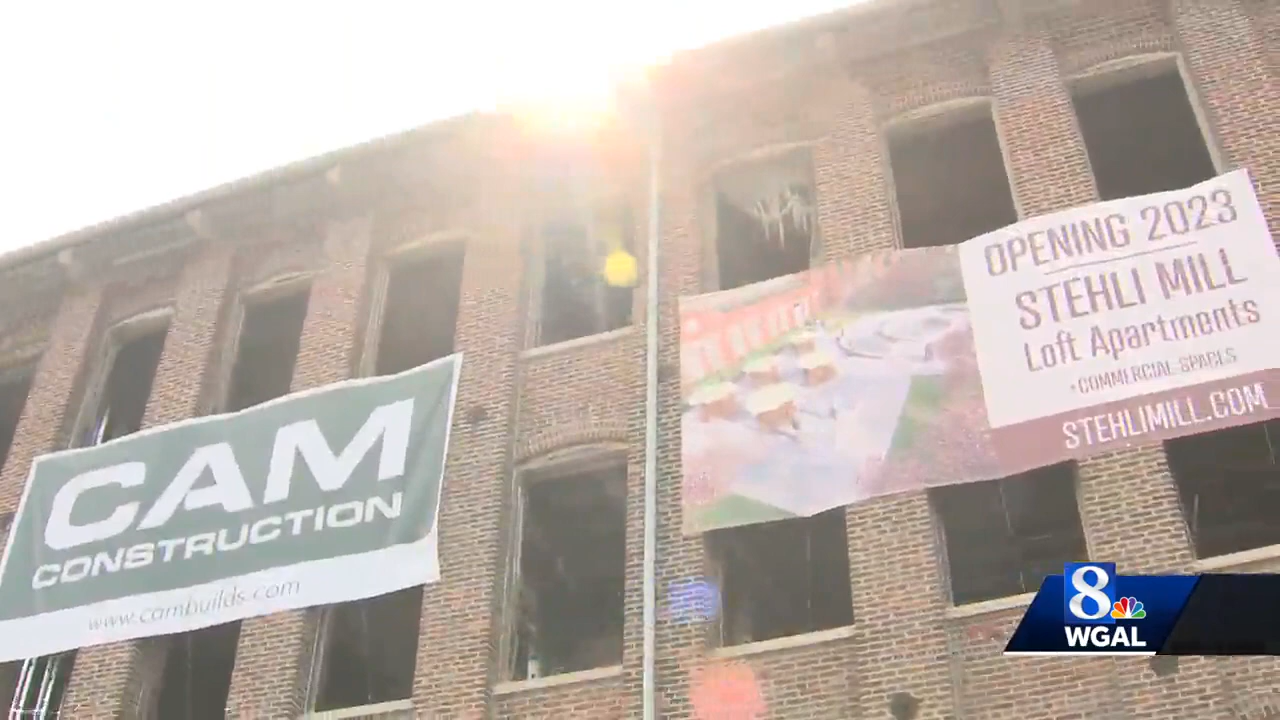 CAM
CONSTRUCTION
www.cambuilds.com
OPENING 2023
STEHLI MILL
Loft Apartments
+COMMERCIAL SPACES
STEHLIMILL.COM
8
WGAL